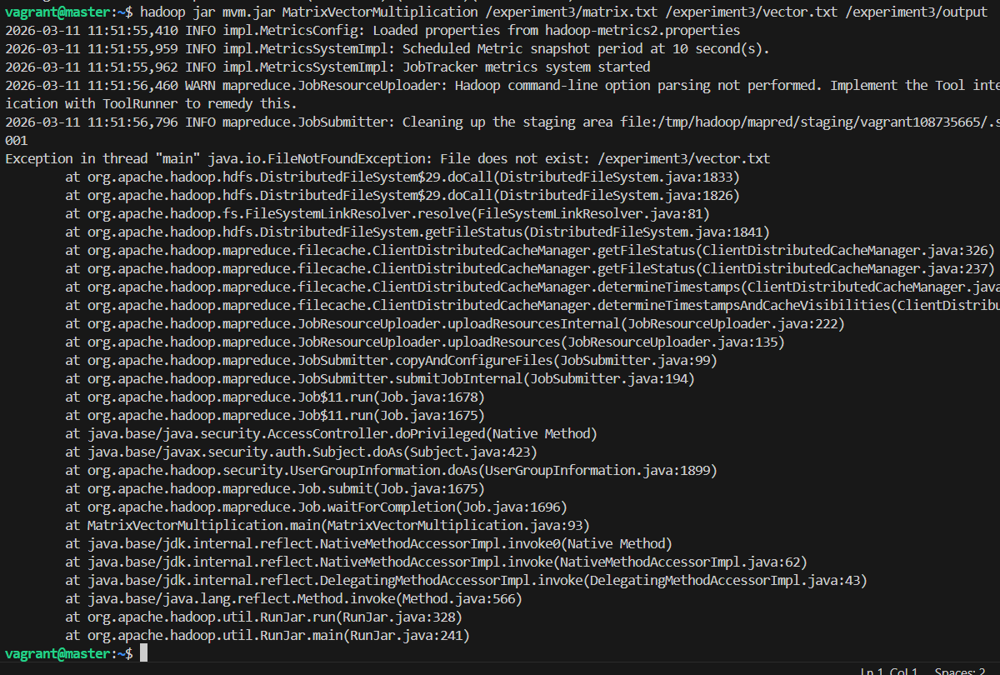 vagrant@master:~$ hadoop jar mvm.jar MatrixVectorMultiplication /experiment3/matrix.txt /experiment3/vector.txt /experiment3/output
2026-03-11 11:51:55,410 INFO impl.MetricsConfig: Loaded properties from hadoop-metrics2.properties
2026-03-11 11:51:55,959 INFO impl.MetricsSystemImpl: Scheduled Metric snapshot period at 10 second(s).
2026-03-11 11:51:55,962 INFO impl.MetricsSystemImpl: JobTracker metrics system started
2026-03-11 11:51:56,460 WARN mapreduce.JobResourceUploader: Hadoop command-line option parsing not performed. Implement the Tool inte
ication with ToolRunner to remedy this.
2026-03-11 11:51:56,796 INFO mapreduce.JobSubmitter: Cleaning up the staging area file:/tmp/hadoop/mapred/staging/vagrant108735665/.s
001
Exception in thread "main" java.io.FileNotFoundException: File does not exist: /experiment3/vector.txt
at org.apache.hadoop.hdfs.DistributedFileSystem$29.doCall(DistributedFileSystem.java:1833)
at org.apache.hadoop.hdfs.DistributedFileSystem$29.doCall(DistributedFileSystem.java:1826)
at org.apache.hadoop.fs.FileSystemLinkResolver.resolve(FileSystemLinkResolver.java:81)
at org.apache.hadoop.hdfs.DistributedFileSystem.getFileStatus(DistributedFileSystem.java:1841)
at org.apache.hadoop.mapreduce.filecache.ClientDistributedCacheManager.getFileStatus(ClientDistributedCacheManager.java:326)
at org.apache.hadoop.mapreduce.filecache.ClientDistributedCacheManager.getFileStatus(ClientDistributedCacheManager.java:237)
at org.apache.hadoop.mapreduce.filecache.ClientDistributedCacheManager.determineTimestamps(ClientDistributedCacheManager.java
at org.apache.hadoop.mapreduce.filecache.ClientDistributedCacheManager.determineTimestampsAndCacheVisibilities(ClientDistribu
at org.apache.hadoop.mapreduce.JobResourceUploader.uploadResourcesInternal(JobResourceUploader.java:222)
at org.apache.hadoop.mapreduce.JobResourceUploader.uploadResources(JobResourceUploader.java:135)
at org.apache.hadoop.mapreduce.JobSubmitter.copyAndConfigureFiles(JobSubmitter.java:99)
at org.apache.hadoop.mapreduce.JobSubmitter.submitJobInternal(JobSubmitter.java:194)
at org.apache.hadoop.mapreduce.Job$11.run(Job.java:1678)
at org.apache.hadoop.mapreduce.Job$11.run(Job.java:1675)
at java.base/java.security.AccessController.doPrivileged(Native Method)
at java.base/javax.security.auth.Subject.doAs(Subject.java:423)
at org.apache.hadoop.security.UserGroupInformation.doAs(UserGroupInformation.java:1899)
at org.apache.hadoop.mapreduce.Job.submit(Job.java:1675)
at org.apache.hadoop.mapreduce.Job.waitForCompletion(Job.java:1696)
at MatrixVectorMultiplication.main(MatrixVectorMultiplication.java:93)
at java.base/jdk.internal.reflect.NativeMethodAccessorImpl.invoke0(Native Method)
at java.base/jdk.internal.reflect.NativeMethodAccessorImpl.invoke(NativeMethodAccessorImpl.java:62)
at java.base/jdk.internal.reflect.DelegatingMethodAccessorImpl.invoke(DelegatingMethodAccessorImpl.java:43)
at java.base/java.lang.reflect.Method.invoke(Method.java:566)
at org.apache.hadoop.util.RunJar.run(RunJar.java:328)
at org.apache.hadoop.util.RunJar.main(RunJar.java:241)
vagrant@master:~$
Ln 1, Col 1 Spaces: 2